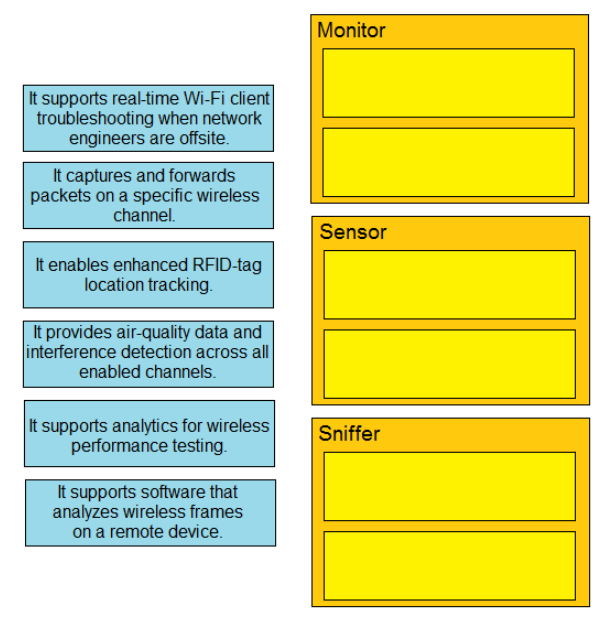 Monitor
It supports real-time Wi-Fi client
troubleshooting when network
engineers are offsite.
It captures and forwards
packets on a specific wireless
channel.
Sensor
It enables enhanced RFID-tag
location tracking.
It provides air-quality data and
interference detection across all
enabled channels.
It supports analytics for wireless
performance testing.
Sniffer
It supports software that
analyzes wireless frames
on a remote device.